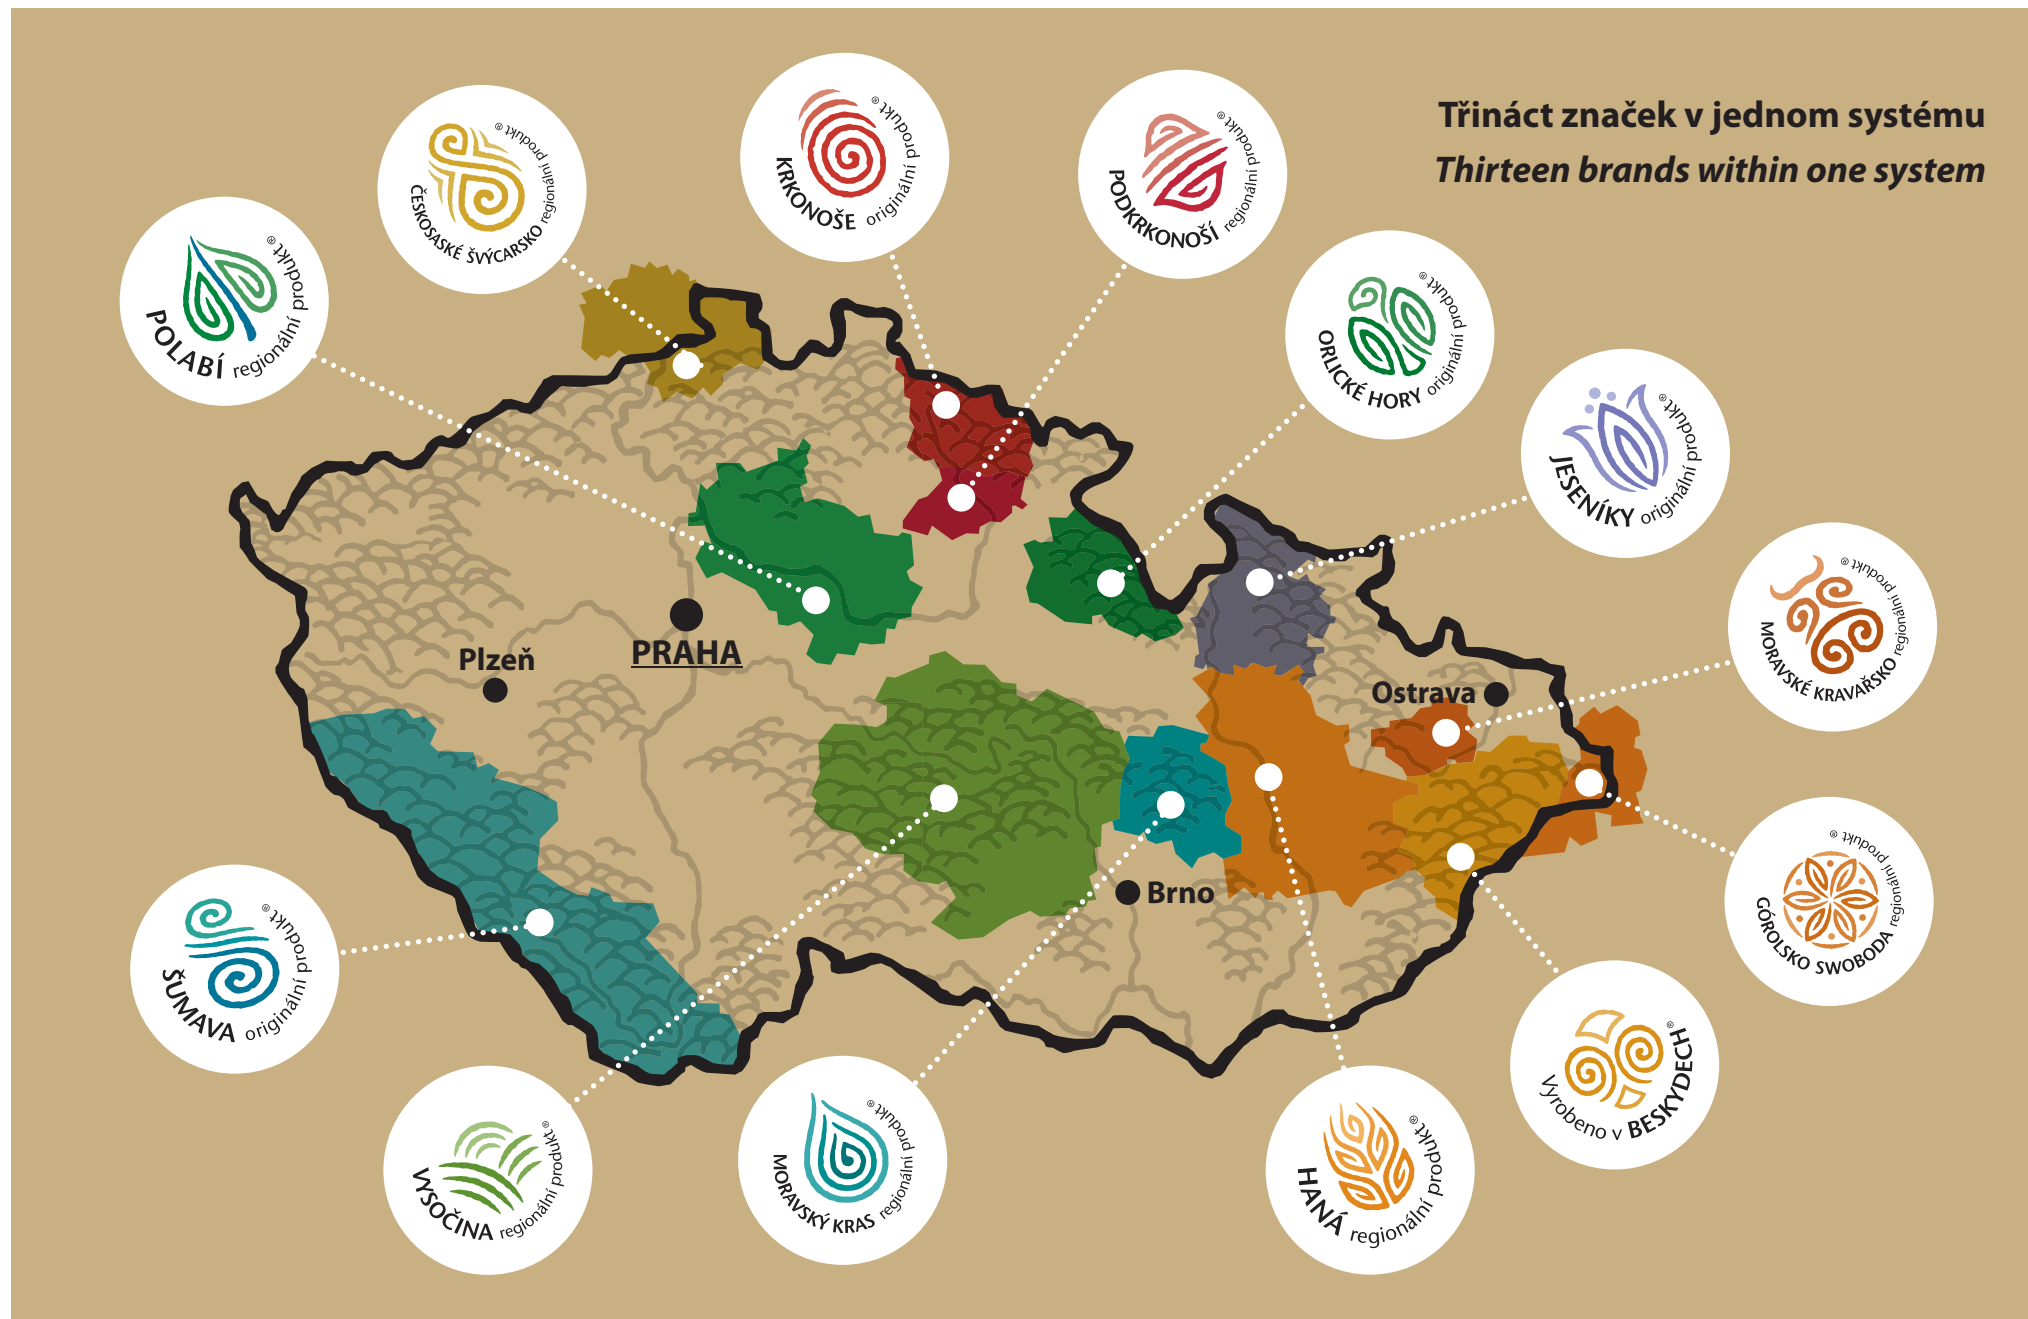 Třináct značek v jednom systému
Thirteen brands within one system
ČESKOSASKÉ ŠVÝCARSKO regionální produkt®
KRKONOŠE originální produkt®
PODKRKONOŠÍ regionální produkt®
POLABÍ regionální produkt®
ORLICKÉ HORY originální produkt®
JESENÍKY originální produkt®
MORAVSKÉ KRAVAŘSKO regionální produkt®
Plzeň
PRAHA
Ostrava
Brno
GÓROLSKO SWOBODA regionální produkt®
ŠUMAVA originální produkt®
Vyrobeno v BESKYDECH®
VYSOČINA regionální produkt®
MORAVSKÝ KRAS regionální produkt®
HANÁ regionální produkt®